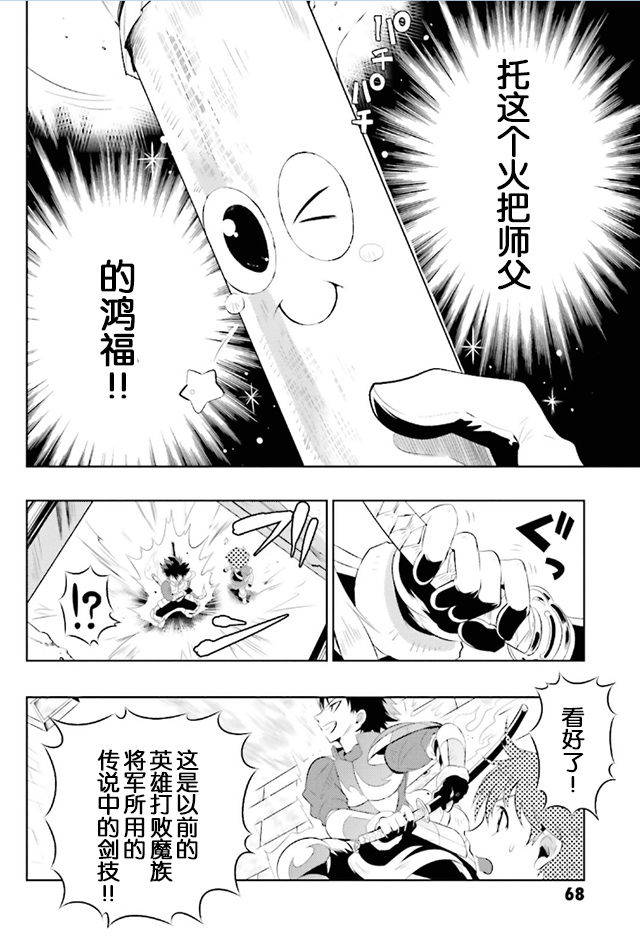 パチ
パチ
托这个火把师父
的鸿福!!
ぐっ
!?
看好了!
这是以前的
英雄打败魔族
将军所用的
传说中的剑技!!
68